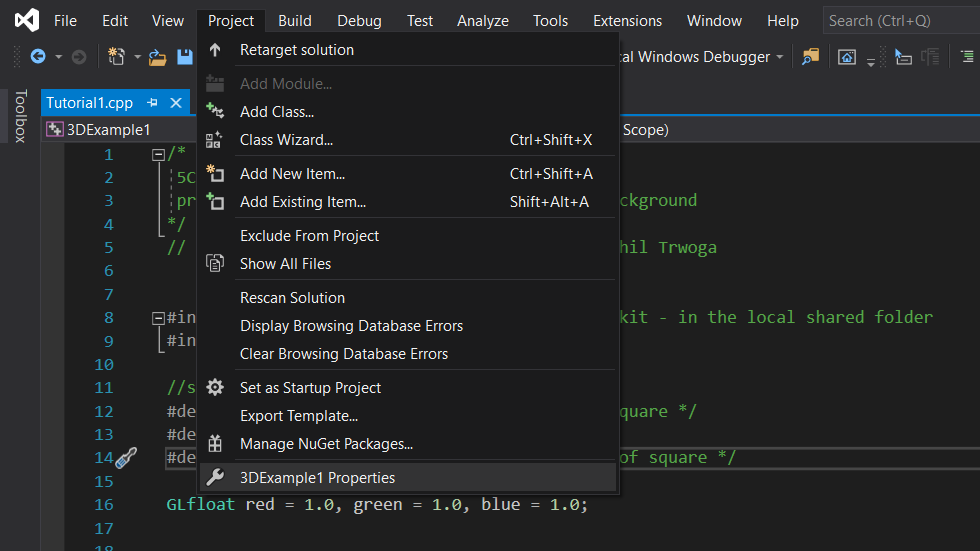 File Edit View Project Build Debug Test Analyze Tools Extensions Window Help Search (Ctrl+Q)
cal Windows Debugger
Toolbox
Tutorial1.cpp
3DExample1
Scope)
Retarget solution
Add Module...
Add Class...
Class Wizard... Ctrl+Shift+X
Add New Item... Ctrl+Shift+A
Add Existing Item... Shift+Alt+A
Exclude From Project
Show All Files
Rescan Solution
Display Browsing Database Errors
Clear Browsing Database Errors
Set as Startup Project
Export Template...
Manage NuGet Packages...
3DExample1 Properties
1 /*
2 5C
3 pr ckground
4 */
5 // hil Trwoga
6
7
8 #in kit - in the local shared folder
9 #in
10
11 //s
12 #de quare */
13 #de
14 #de of square */
15
16 GLfloat red = 1.0, green = 1.0, blue = 1.0;
17